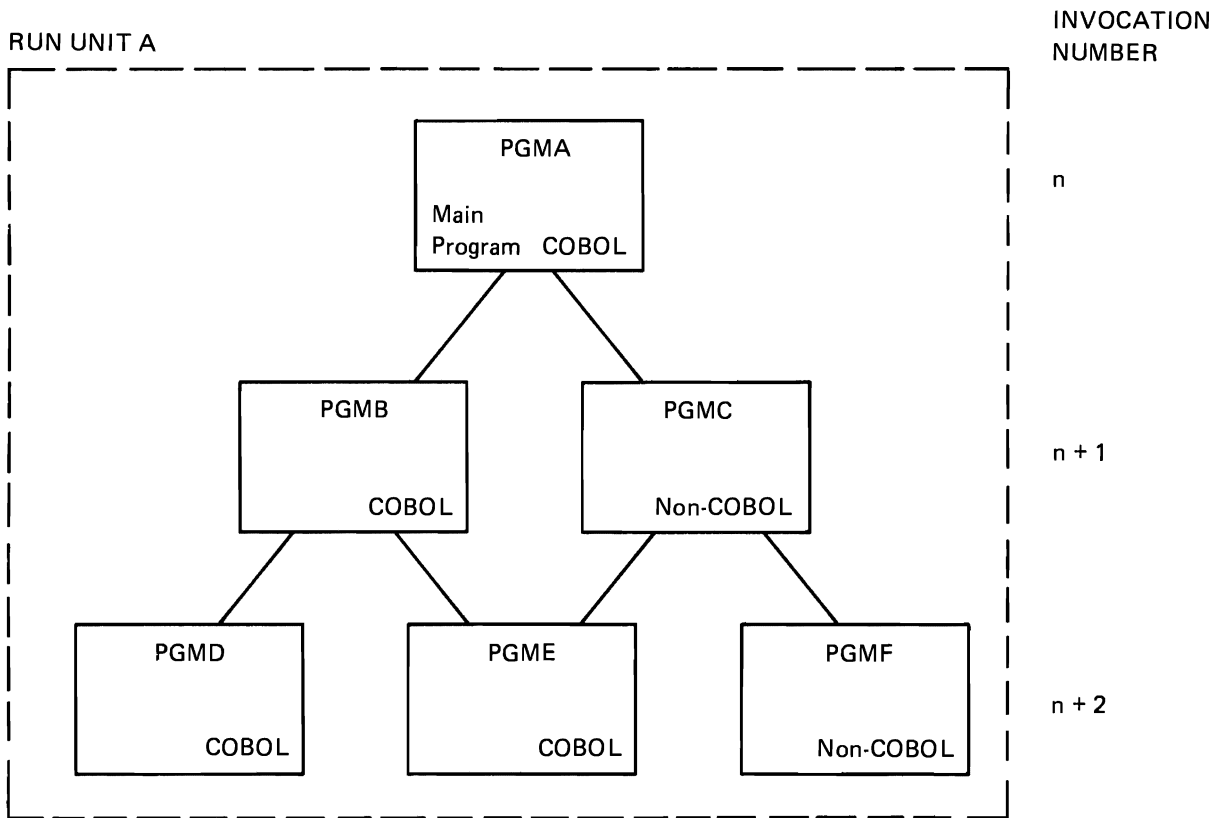 INVOCATION
NUMBER
RUN UNIT A
PGMA
Main
Program COBOL
n
PGMB
COBOL
PGMC
Non-COBOL
n + 1
PGMD
COBOL
PGME
COBOL
PGMF
Non-COBOL
n + 2